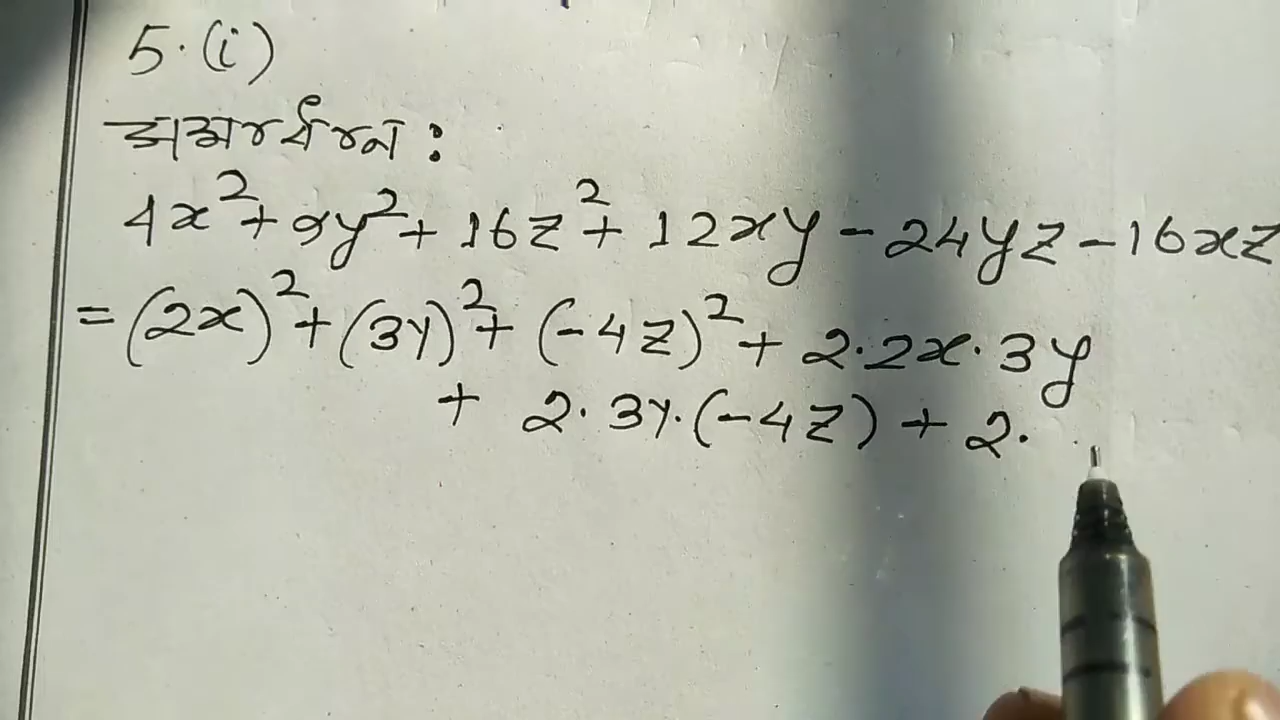 5. (i)
4x² + 9y² + 16z² + 12xy - 24yz - 16xz
= (2x)² + (3y)² + (-4z)² + 2.2x.3y
+ 2.3y.(-4z) + 2.